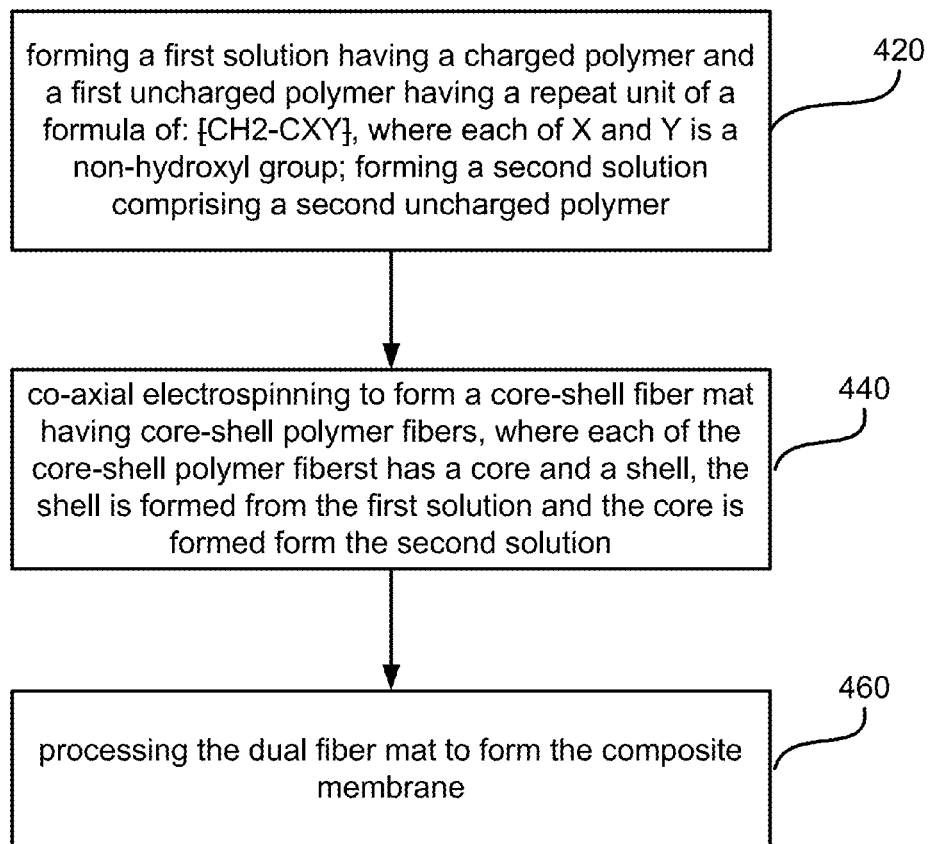 forming a first solution having a charged polymer and
a first uncharged polymer having a repeat unit of a
formula of: [CH2-CXY], where each of X and Y is a
non-hydroxyl group; forming a second solution
comprising a second uncharged polymer
420
co-axial electrospinning to form a core-shell fiber mat
having core-shell polymer fibers, where each of the
core-shell polymer fiberst has a core and a shell, the
shell is formed from the first solution and the core is
formed form the second solution
440
processing the dual fiber mat to form the composite
membrane
460